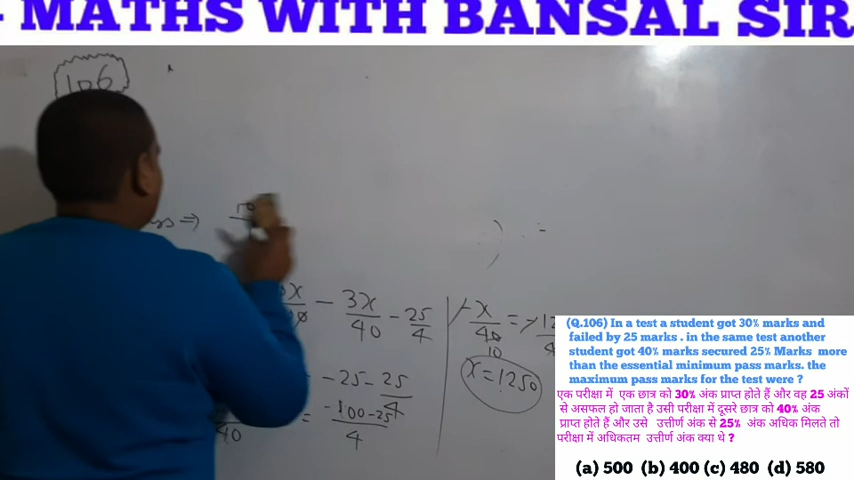 - MATHS WITH BANSAL SIR
106
⇒ 10
- 3X/40 - 25/4
- 25 - 25/4
= -100-25/4
40
-X/40 = -12
10
X = 1250
(Q.106) In a test a student got 30% marks and
failed by 25 marks . in the same test another
student got 40% marks secured 25% Marks more
than the essential minimum pass marks. the
maximum pass marks for the test were ?
एक परीक्षा में एक छात्र को 30% अंक प्राप्त होते हैं और वह 25 अंकों
से असफल हो जाता है उसी परीक्षा में दूसरे छात्र को 40% अंक
प्राप्त होते हैं और उसे उत्तीर्ण अंक से 25% अंक अधिक मिलते तो
परीक्षा में अधिकतम उत्तीर्ण अंक क्या थे ?
(a) 500 (b) 400 (c) 480 (d) 580